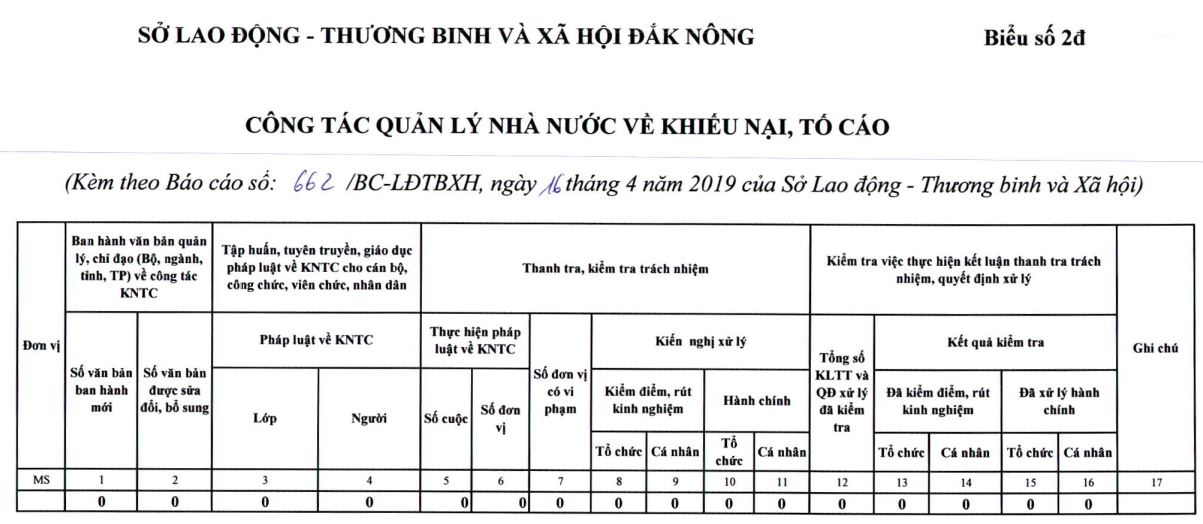 SỞ LAO ĐỘNG - THƯƠNG BINH VÀ XÃ HỘI ĐẮK NÔNG
Biểu số 2đ
CÔNG TÁC QUẢN LÝ NHÀ NƯỚC VỀ KHIẾU NẠI, TỐ CÁO
(Kèm theo Báo cáo số: 662 /BC-LĐTBXH, ngày 16 tháng 4 năm 2019 của Sở Lao động - Thương binh và Xã hội)
Đơn vị
Ban hành văn bản quản
lý, chỉ đạo (Bộ, ngành,
tỉnh, TP) về công tác
KNTC
Tập huấn, tuyên truyền, giáo dục
pháp luật về KNTC cho cán bộ,
công chức, viên chức, nhân dân
Thanh tra, kiểm tra trách nhiệm
Kiểm tra việc thực hiện kết luận thanh tra trách
nhiệm, quyết định xử lý
Ghi chú
Số văn bản
ban hành
mới
Số văn bản
được sửa
đổi, bổ sung
Pháp luật về KNTC
Thực hiện pháp
luật về KNTC
Số đơn vị
có vi
phạm
Kiến nghị xử lý
Tổng số
KLTT và
QĐ xử lý
đã kiểm
tra
Kết quả kiểm tra
Lớp
Người
Số cuộc
Số đơn
vị
Kiểm điểm, rút
kinh nghiệm
Hành chính
Đã kiểm điểm, rút
kinh nghiệm
Đã xử lý hành
chính
Tổ chức
Cá nhân
Tổ
chức
Cá nhân
Tổ chức
Cá nhân
Tổ chức
Cá nhân
MS 1 2 3 4 5 6 7 8 9 10 11 12 13 14 15 16 17
0 0 0 0 0 0 0 0 0 0 0 0 0 0 0 0